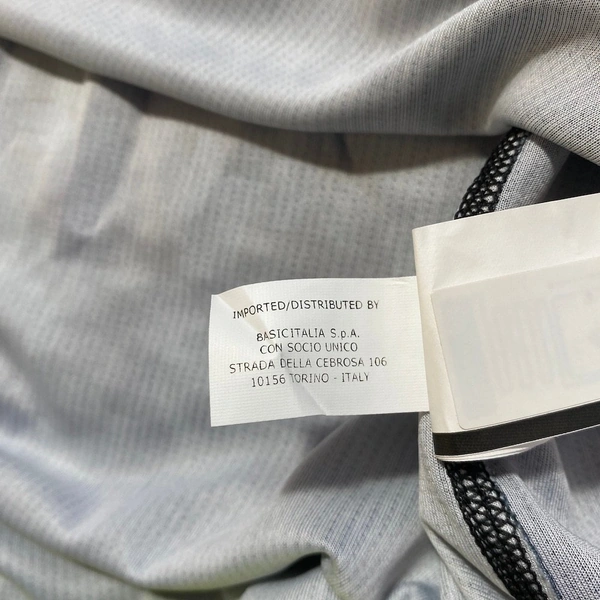 IMPORTED/DISTRIBUTED BY
BASICITALIA S.p.A.
CON SOCIO UNICO
STRADA DELLA CEBROSA 106
10156 TORINO - ITALY